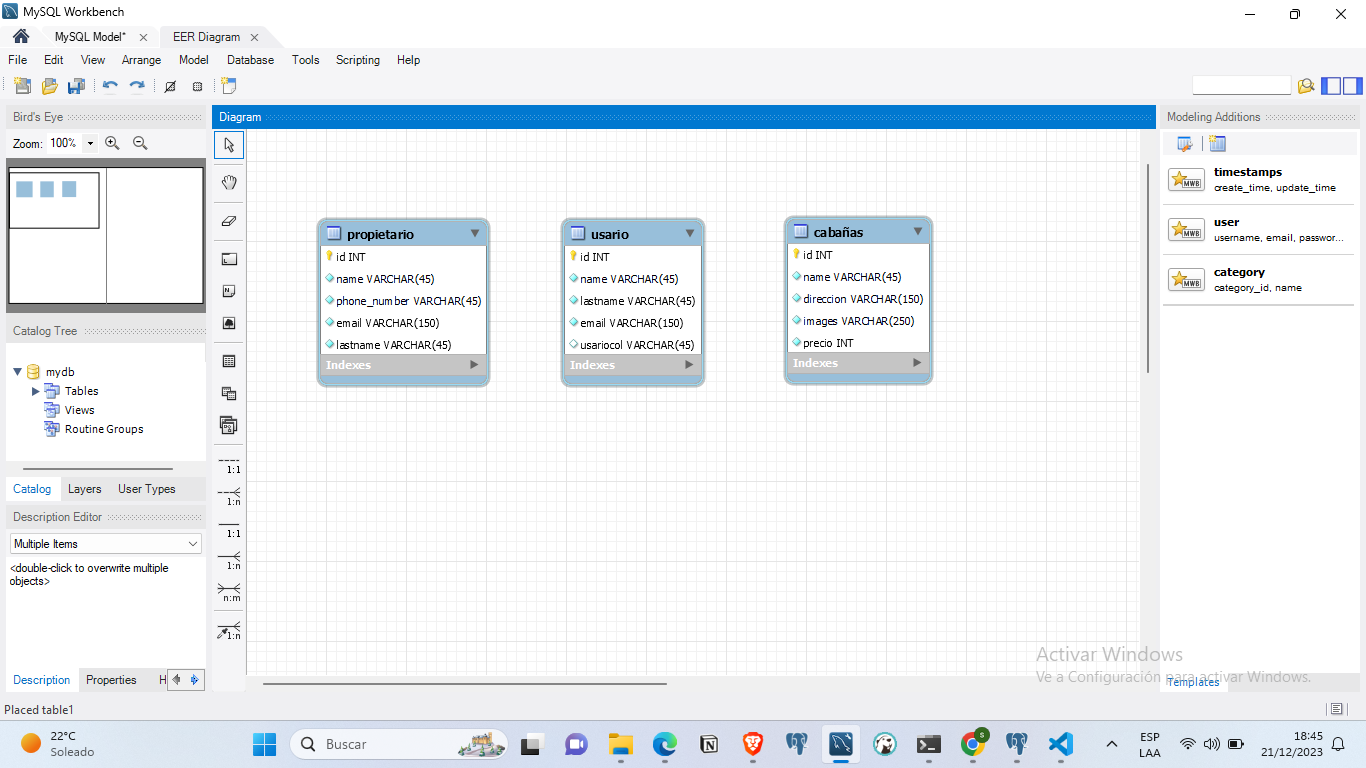 MySQL Workbench
MySQL Model* EER Diagram
File Edit View Arrange Model Database Tools Scripting Help
Bird's Eye
Zoom: 100%
Diagram
Modeling Additions
timestamps
create_time, update_time
user
username, email, passwor...
category
category_id, name
propietario
id INT
name VARCHAR(45)
phone_number VARCHAR(45)
email VARCHAR(150)
lastname VARCHAR(45)
Indexes
usario
id INT
name VARCHAR(45)
lastname VARCHAR(45)
email VARCHAR(150)
usariocol VARCHAR(45)
Indexes
cabañas
id INT
name VARCHAR(45)
direccion VARCHAR(150)
images VARCHAR(250)
precio INT
Indexes
Catalog Tree
mydb
Tables
Views
Routine Groups
Catalog Layers User Types
Description Editor
Multiple Items
<double-click to overwrite multiple
objects>
Description Properties H
1:1
1:n
1:1
1:n
n:m
1:n
Activar Windows
Ve a Configuración para activar Windows.
Templates
Placed table1
22°C
Soleado
Buscar
S
ESP
LAA
18:45
21/12/2023